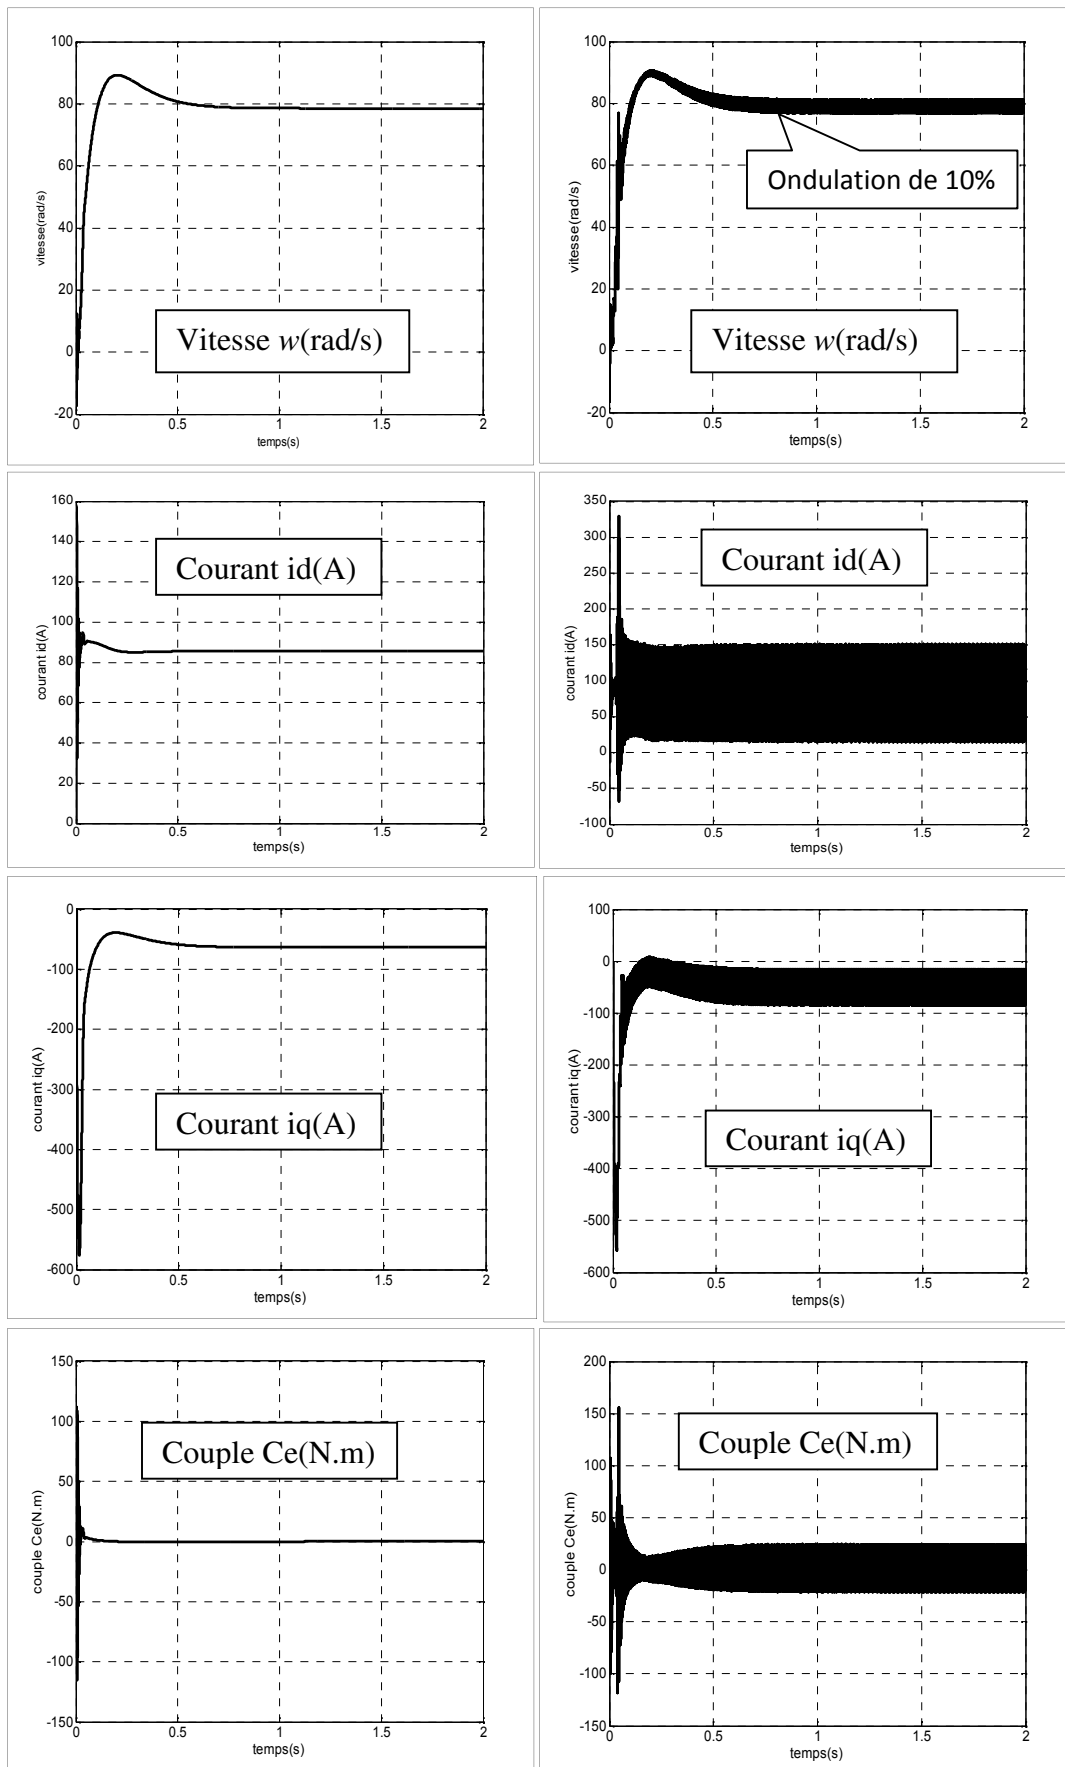 100
80
60
40
20
0
-20
vitesse(rad/s)
Vitesse w(rad/s)
0 0.5 1 1.5 2
temps(s)
100
80
60
40
20
0
-20
vitesse(rad/s)
Ondulation de 10%
Vitesse w(rad/s)
0 0.5 1 1.5 2
temps(s)
160
140
120
100
80
60
40
20
0
courant id(A)
Courant id(A)
0 0.5 1 1.5 2
temps(s)
350
300
250
200
150
100
50
0
-50
-100
courant id(A)
Courant id(A)
0 0.5 1 1.5 2
temps(s)
0
-100
-200
-300
-400
-500
-600
courant iq(A)
Courant iq(A)
0 0.5 1 1.5 2
temps(s)
100
0
-100
-200
-300
-400
-500
-600
courant iq(A)
Courant iq(A)
0 0.5 1 1.5 2
temps(s)
150
100
50
0
-50
-100
-150
couple Ce(N.m)
Couple Ce(N.m)
0 0.5 1 1.5 2
temps(s)
200
150
100
50
0
-50
-100
-150
couple Ce(N.m)
Couple Ce(N.m)
0 0.5 1 1.5 2
temps(s)